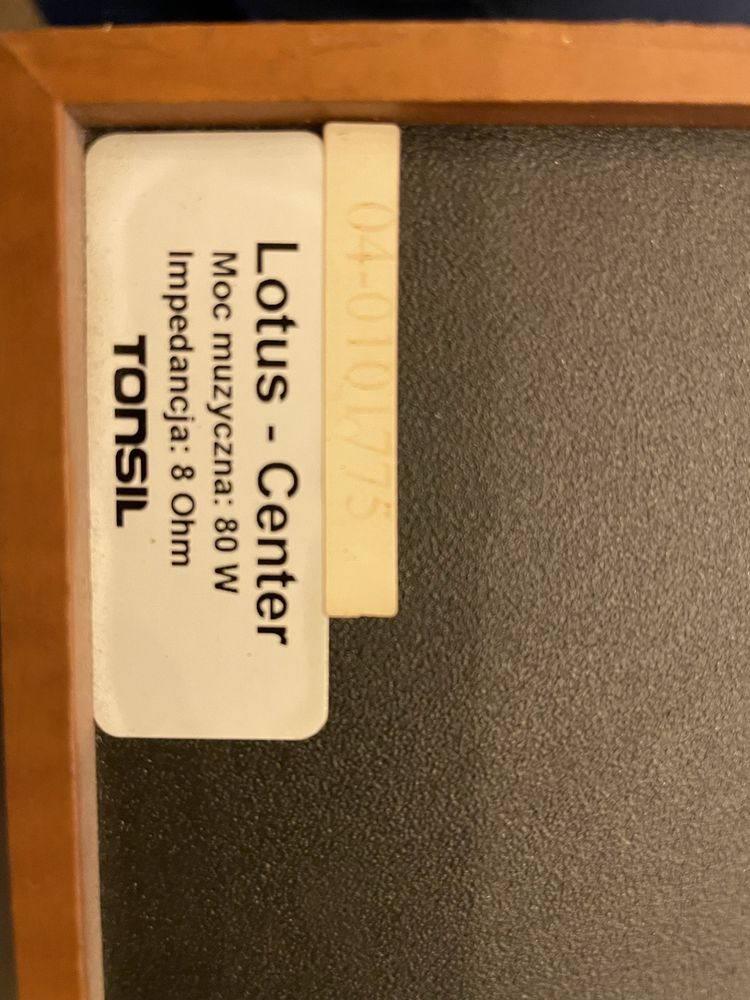 04-0101775
Lotus - Center
Moc muzyczna: 80 W
Impedancja: 8 Ohm
TONSIL